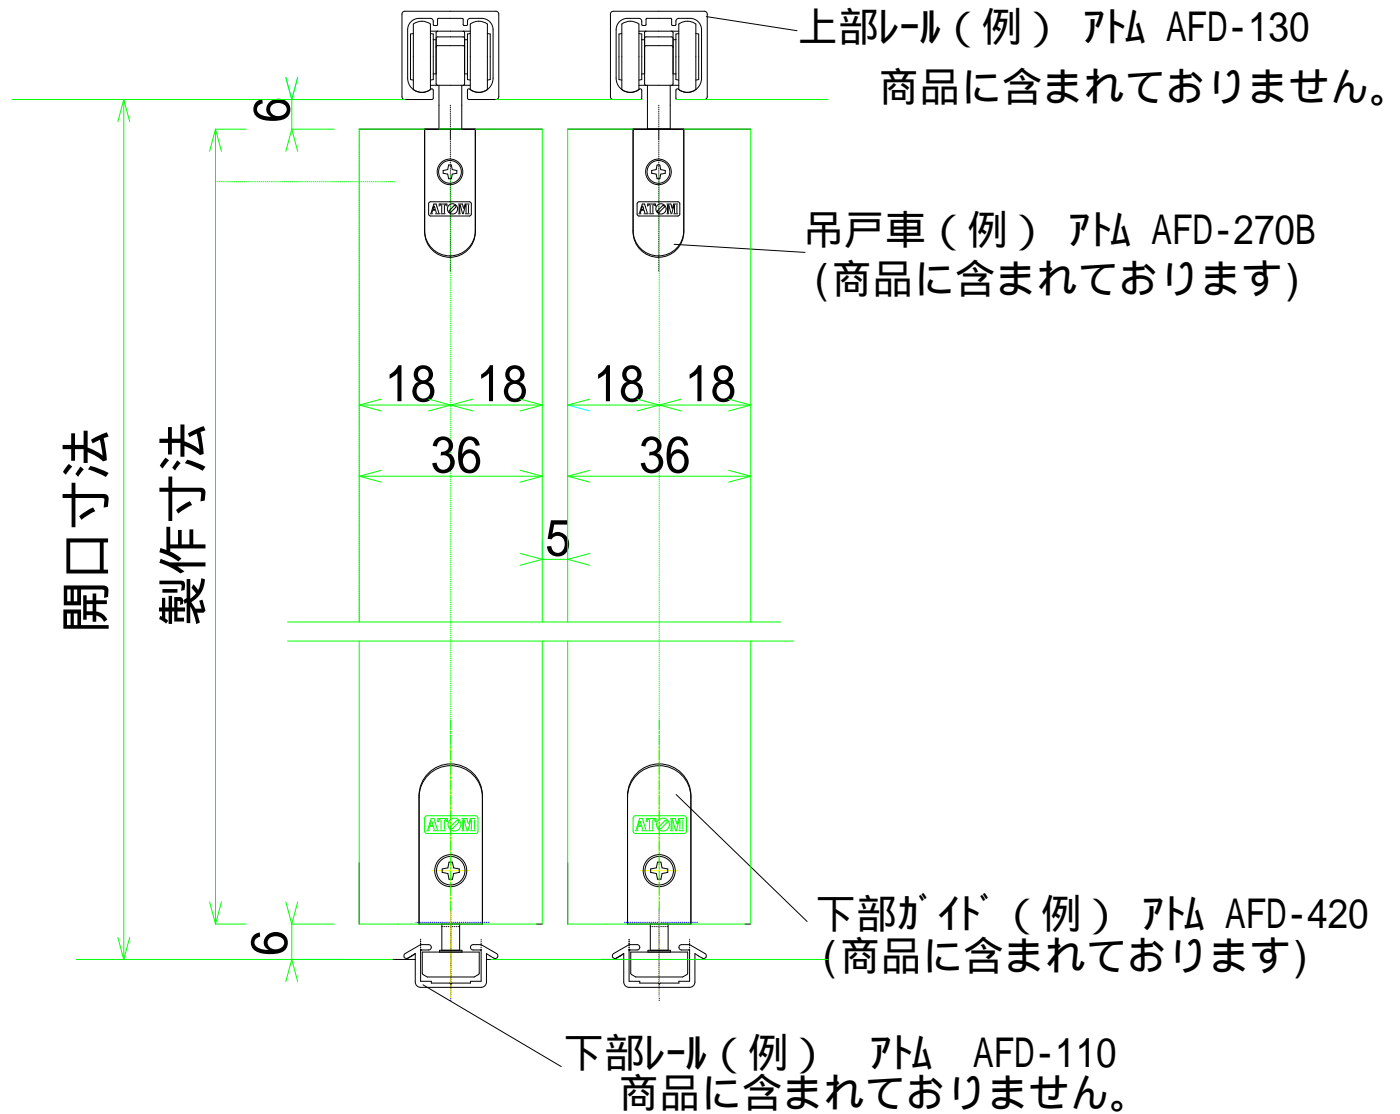 上部ﾚｰﾙ（例） ｱﾄﾑ AFD-130
商品に含まれておりません。
6
ATOM ATOM
吊戸車（例） ｱﾄﾑ AFD-270B
(商品に含まれております)
18 18 18 18
36 36
5
開口寸法
製作寸法
ATOM ATOM
下部ｶﾞｲﾄﾞ（例） ｱﾄﾑ AFD-420
(商品に含まれております)
6
下部ﾚｰﾙ（例） ｱﾄﾑ AFD-110
商品に含まれておりません。